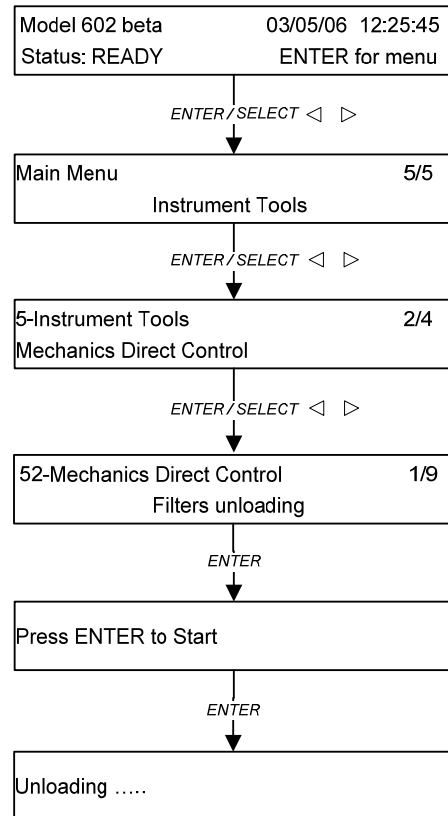 Model 602 beta 03/05/06 12:25:45
Status: READY ENTER for menu
ENTER/SELECT ◁ ▷
Main Menu 5/5
Instrument Tools
ENTER/SELECT ◁ ▷
5-Instrument Tools 2/4
Mechanics Direct Control
ENTER/SELECT ◁ ▷
52-Mechanics Direct Control 1/9
Filters unloading
ENTER
Press ENTER to Start
ENTER
Unloading .....